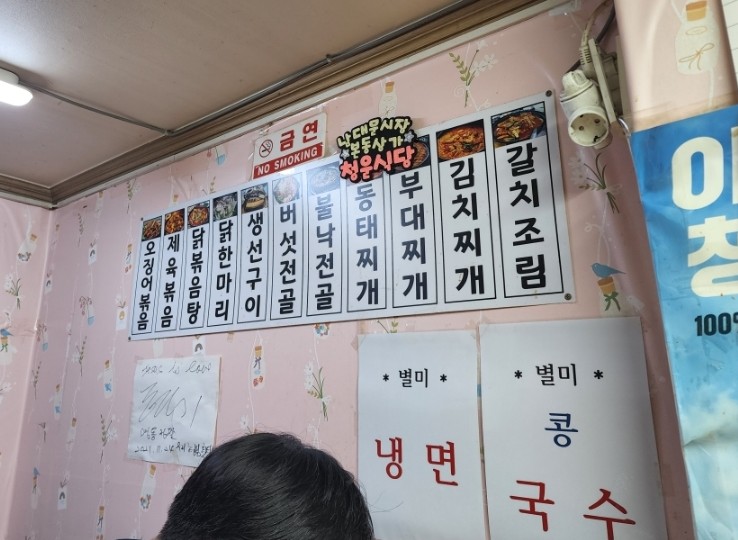 금연
NO SMOKING
남대문시장
본동상가
청운식당
오징어볶음
제육볶음
닭볶음탕
닭한마리
생선구이
버섯전골
불낙전골
동태찌개
부대찌개
김치찌개
갈치조림
* 별미 *
냉면
* 별미 *
콩
국수
100%